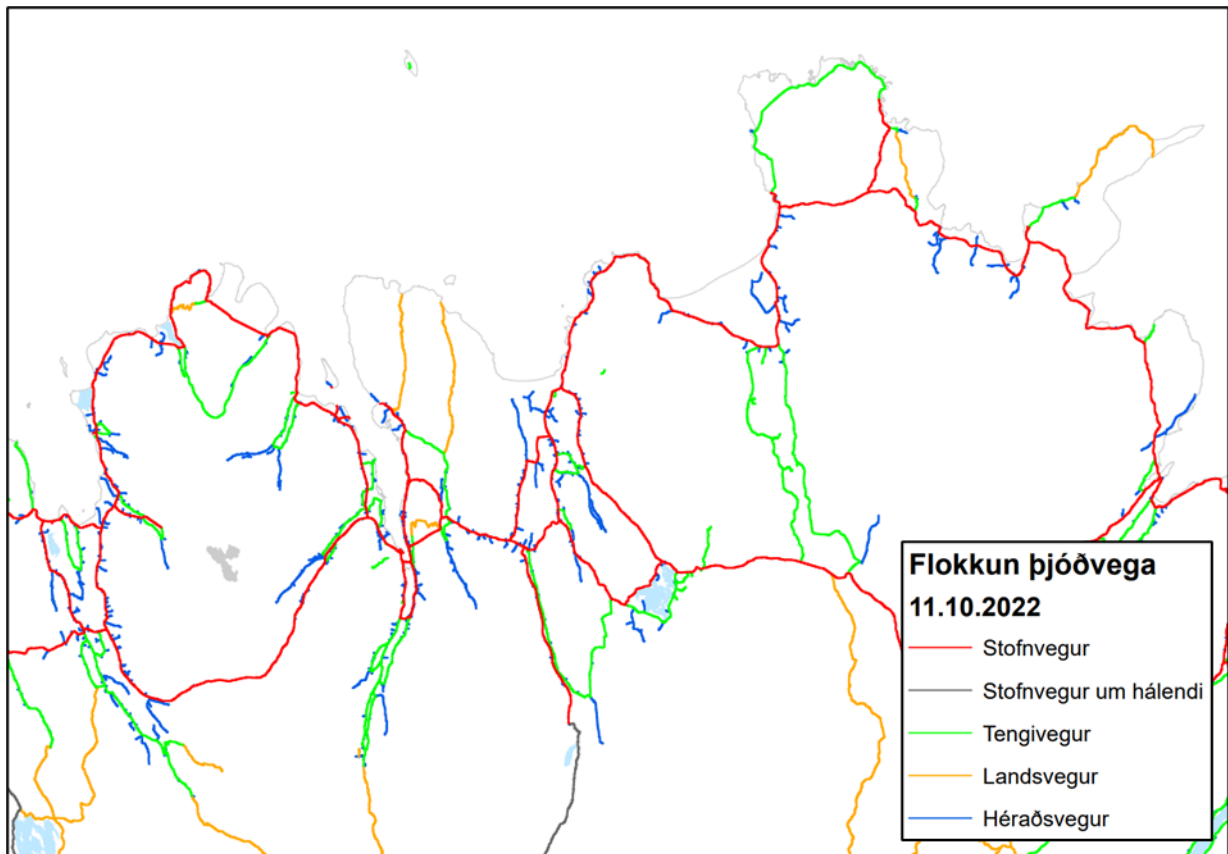 Flokkun þjóðvega
11.10.2022
Stofnvegur
Stofnvegur um hálendi
Tengivegur
Landsvegur
Héraðsvegur